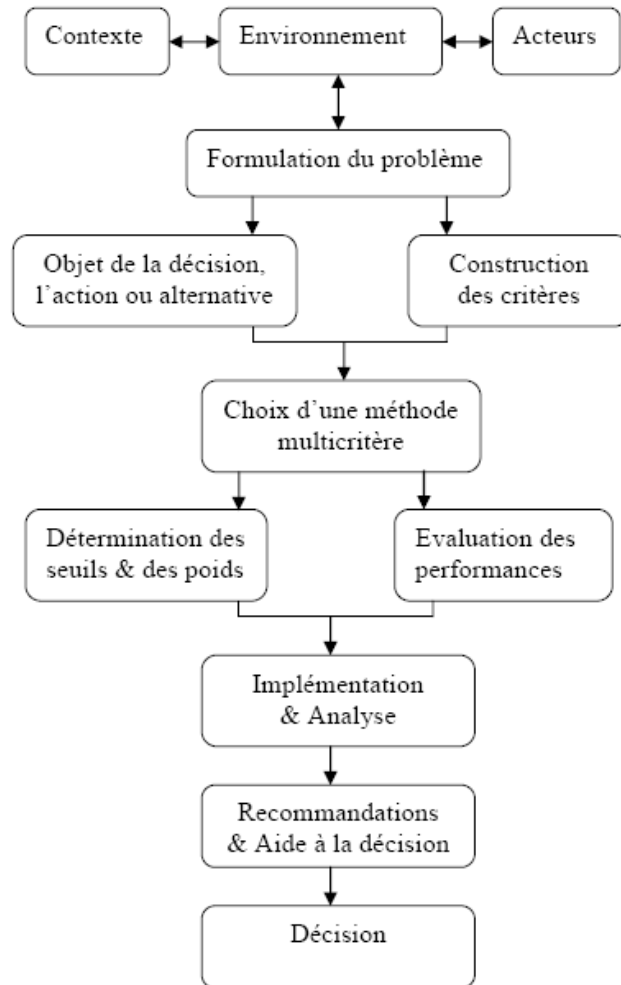 Contexte
Environnement
Acteurs
Formulation du problème
Objet de la décision,
l’action ou alternative
Construction
des critères
Choix d’une méthode
multicritère
Détermination des
seuils & des poids
Evaluation des
performances
Implémentation
& Analyse
Recommandations
& Aide à la décision
Décision